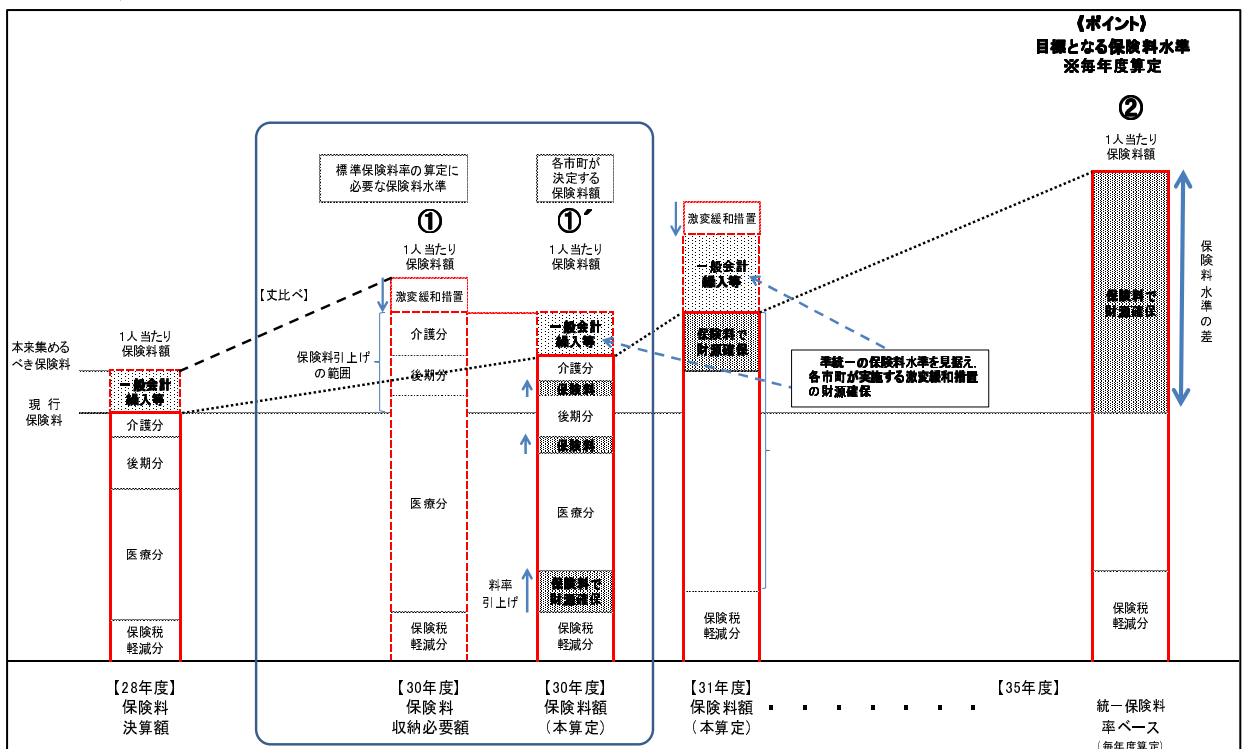 《ポイント》
目標となる保険料水準
※毎年度算定
②
1人当たり
保険料額
標準保険料率の算定に
必要な保険料水準
①
1人当たり
保険料額
各市町が
決定する
保険料額
①´
1人当たり
保険料額
【丈比べ】
本来集める
べき保険料
現 行
保険料
1人当たり
保険料額
一般会計
繰入等
介護分
後期分
医療分
保険税
軽減分
保険料引上げ
の範囲
激変緩和措置
介護分
後期分
医療分
保険税
軽減分
料率
引上げ
一般会計
繰入等
介護分
保険料
後期分
保険料
医療分
保険料で
財源確保
保険税
軽減分
激変緩和措置
一般会計
繰入等
保険料で
財源確保
保険税
軽減分
準統一の保険料水準を見据え、
各市町が実施する激変緩和措置
の財源確保
保険料で
財源確保
保険税
軽減分
保険料水準の差
【28年度】
保険料
決算額
【30年度】
保険料
収納必要額
【30年度】
保険料額
（本算定）
【31年度】
保険料額
（本算定）
・ ・ ・ ・ ・ ・ ・
【35年度】
統一保険料
率ベース
（毎年度算定）